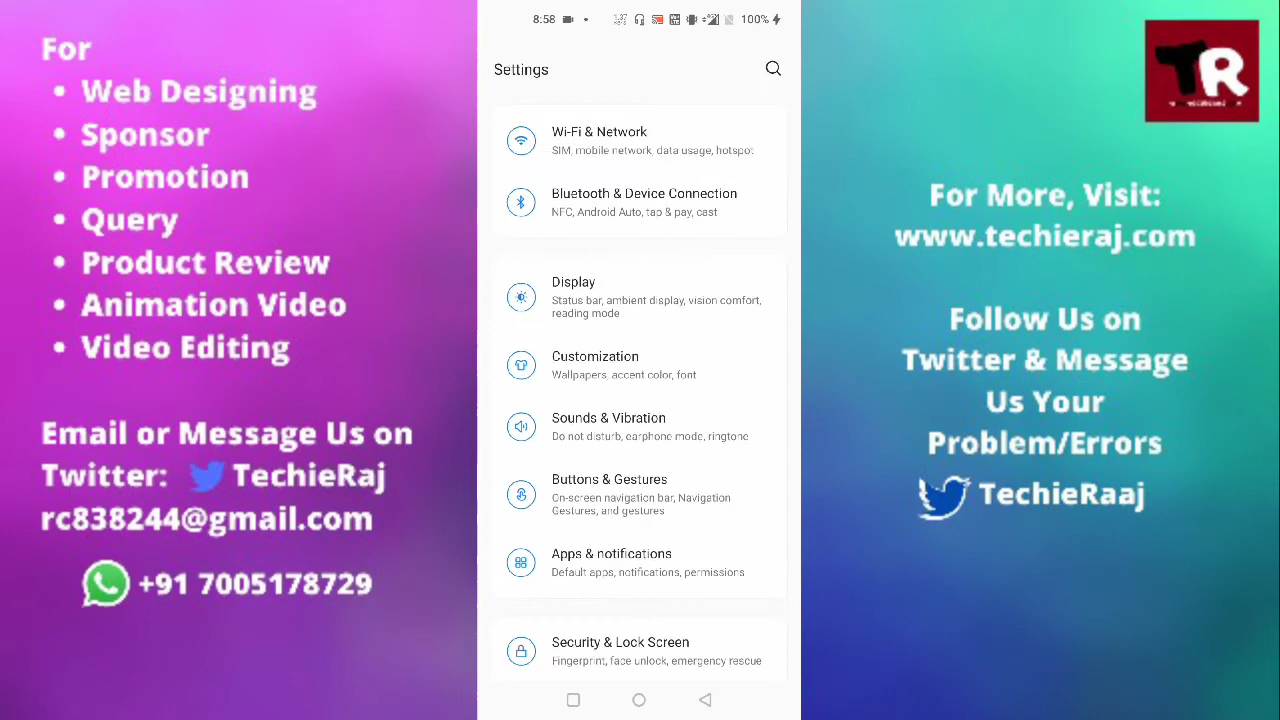 For
• Web Designing
• Sponsor
• Promotion
• Query
• Product Review
• Animation Video
• Video Editing
Email or Message Us on
Twitter: TechieRaj
rc838244@gmail.com
+91 7005178729
8:58
100%
Settings
Wi-Fi & Network
SIM, mobile network, data usage, hotspot
Bluetooth & Device Connection
NFC, Android Auto, tap & pay, cast
Display
Status bar, ambient display, vision comfort,
reading mode
Customization
Wallpapers, accent color, font
Sounds & Vibration
Do not disturb, earphone mode, ringtone
Buttons & Gestures
On-screen navigation bar, Navigation
Gestures, and gestures
Apps & notifications
Default apps, notifications, permissions
Security & Lock Screen
Fingerprint, face unlock, emergency rescue
TR
For More, Visit:
www.techieraj.com
Follow Us on
Twitter & Message
Us Your
Problem/Errors
TechieRaaj